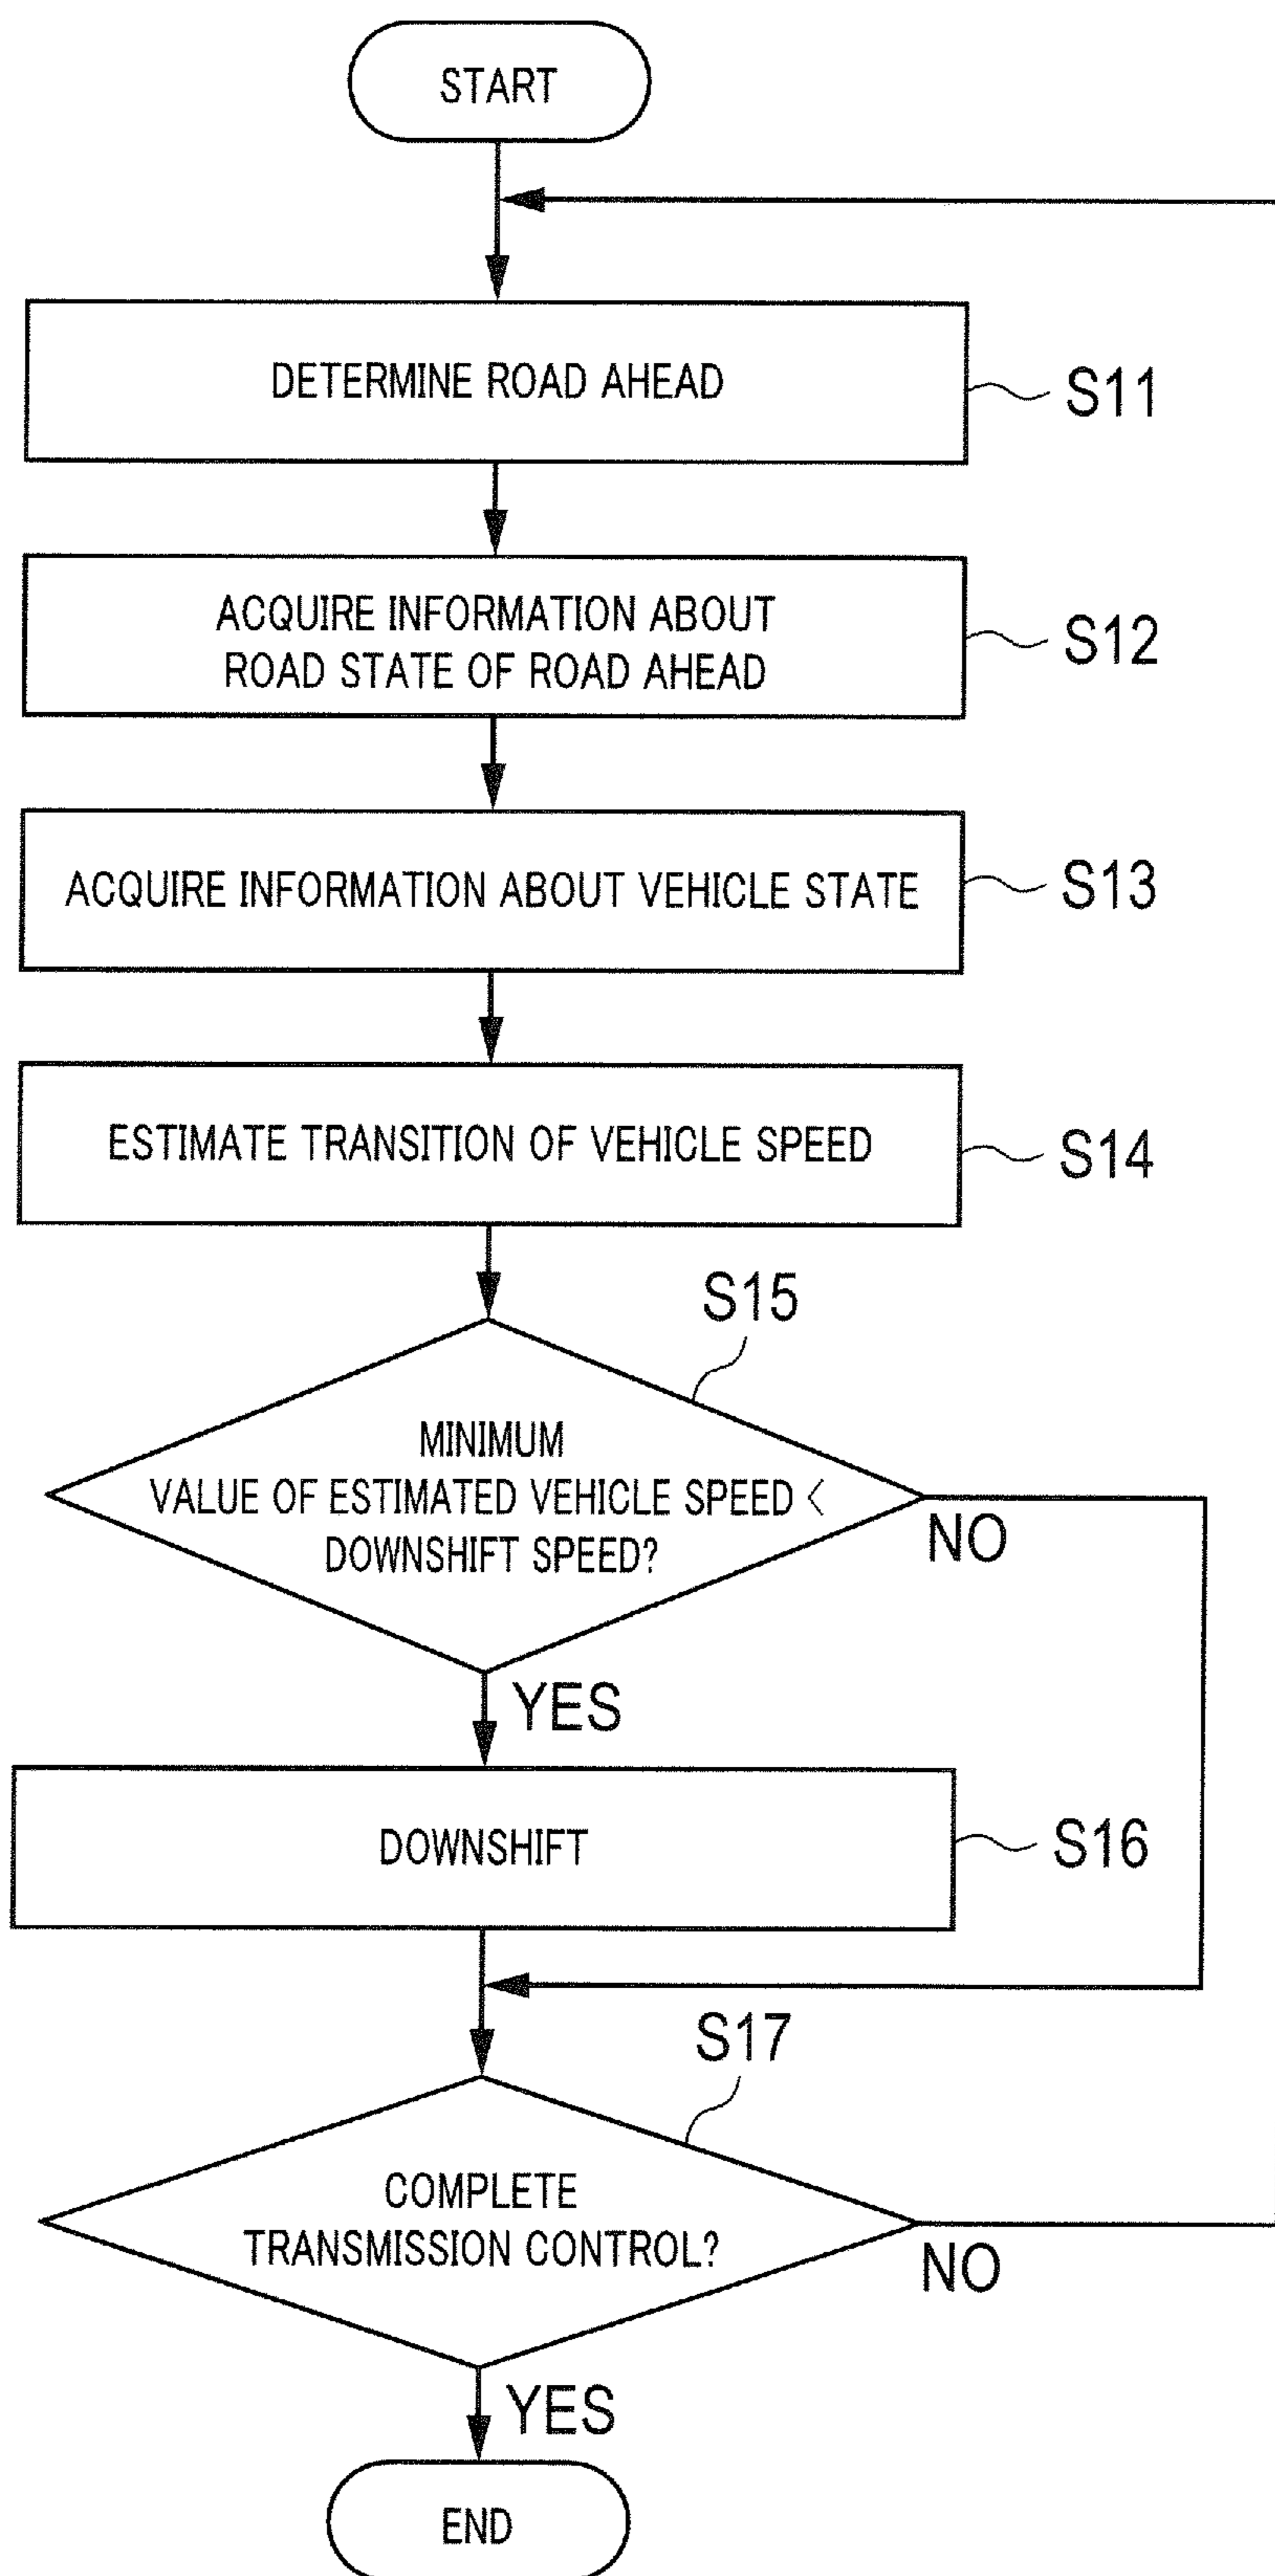 START
DETERMINE ROAD AHEAD
S11
ACQUIRE INFORMATION ABOUT
ROAD STATE OF ROAD AHEAD
S12
ACQUIRE INFORMATION ABOUT VEHICLE STATE
S13
ESTIMATE TRANSITION OF VEHICLE SPEED
S14
S15
MINIMUM
VALUE OF ESTIMATED VEHICLE SPEED <
DOWNSHIFT SPEED?
NO
YES
DOWNSHIFT
S16
S17
COMPLETE
TRANSMISSION CONTROL?
NO
YES
END